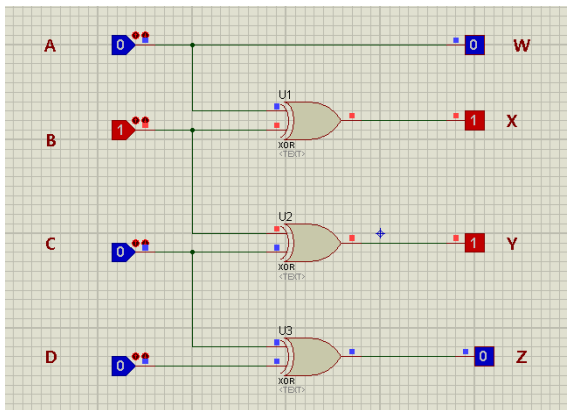 A 0 0 W
U1
1 1 X
B
XOR
<TEXT>
U2
C 0 1 Y
XOR
<TEXT>
U3
D 0 0 Z
XOR
<TEXT>